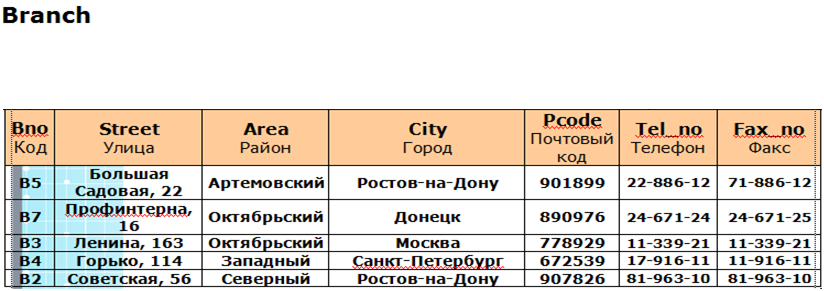 Branch
Bno Street Area City Pcode Tel_no Fax_no
Код Улица Район Город Почтовый код Телефон Факс
B5 Большая Садовая, 22 Артемовский Ростов-на-Дону 901899 22-886-12 71-886-12
B7 Профинтерна, 16 Октябрьский Донецк 890976 24-671-24 24-671-25
B3 Ленина, 163 Октябрьский Москва 778929 11-339-21 11-339-21
B4 Горько, 114 Западный Санкт-Петербург 672539 17-916-11 11-916-11
B2 Советская, 56 Северный Ростов-на-Дону 907826 81-963-10 81-963-10